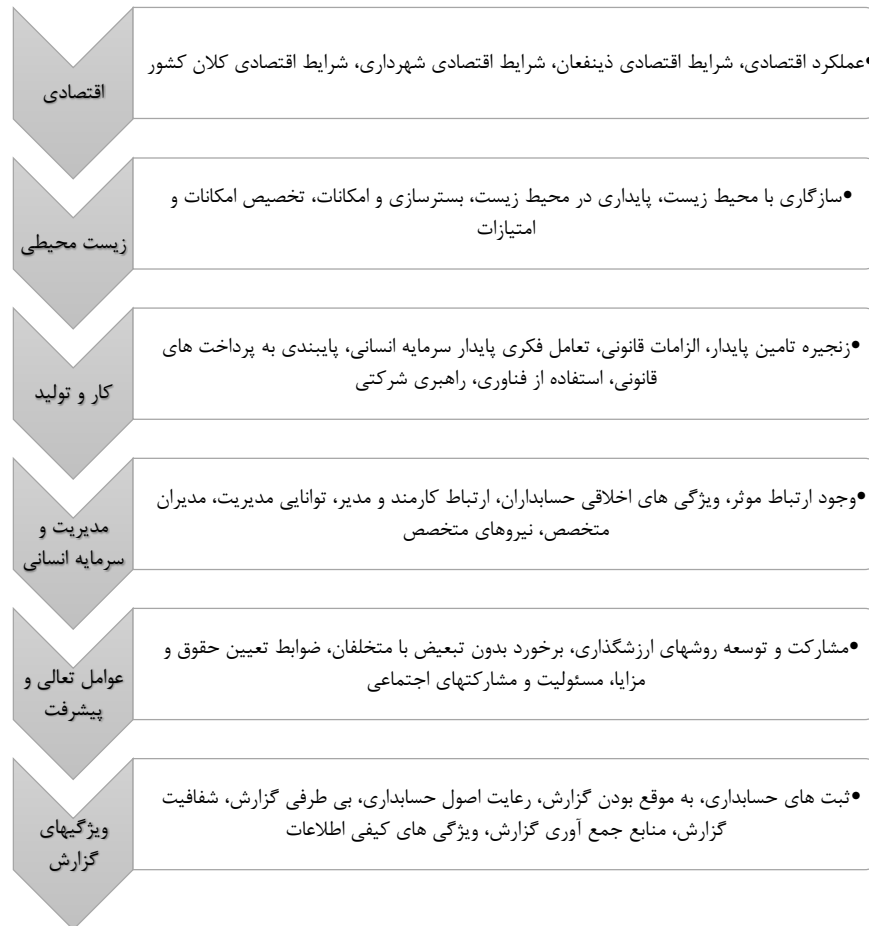 اقتصادی
•عملکرد اقتصادی، شرایط اقتصادی ذینفعان، شرایط اقتصادی شهرداری، شرایط اقتصادی کلان کشور
زیست محیطی
•سازگاری با محیط زیست، پایداری در محیط زیست، بسترسازی و امکانات، تخصیص امکانات و
امتیازات
کار و تولید
•زنجیره تامین پایدار، الزامات قانونی، تعامل فکری پایدار سرمایه انسانی، پایبندی به پرداخت های
قانونی، استفاده از فناوری، راهبری شرکتی
مدیریت و
سرمایه انسانی
•وجود ارتباط موثر، ویژگی های اخلاقی حسابداران، ارتباط کارمند و مدیر، توانایی مدیریت، مدیران
متخصص، نیروهای متخصص
عوامل تعالی و
پیشرفت
•مشارکت و توسعه روشهای ارزشگذاری، برخورد بدون تبعیض با متخلفان، ضوابط تعیین حقوق و
مزایا، مسئولیت و مشارکتهای اجتماعی
ویژگیهای
گزارش
•ثبت های حسابداری، به موقع بودن گزارش، رعایت اصول حسابداری، بی طرفی گزارش، شفافیت
گزارش، منابع جمع آوری گزارش، ویژگی های کیفی اطلاعات